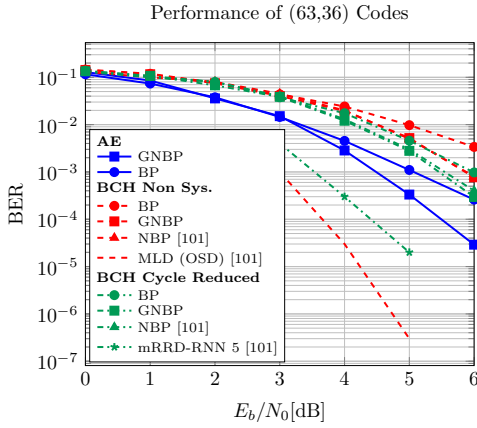 Performance of (63,36) Codes
BER
10^−1
10^−2
10^−3
10^−4
10^−5
10^−6
10^−7
AE
GNBP
BP
BCH Non Sys.
BP
GNBP
NBP [101]
MLD (OSD) [101]
BCH Cycle Reduced
BP
GNBP
NBP [101]
mRRD-RNN 5 [101]
0 1 2 3 4 5 6
E_b/N_0[dB]